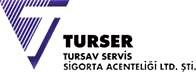 TURSER
TURSAV SERVİS
SİGORTA ACENTELİĞİ LTD. ŞTİ.